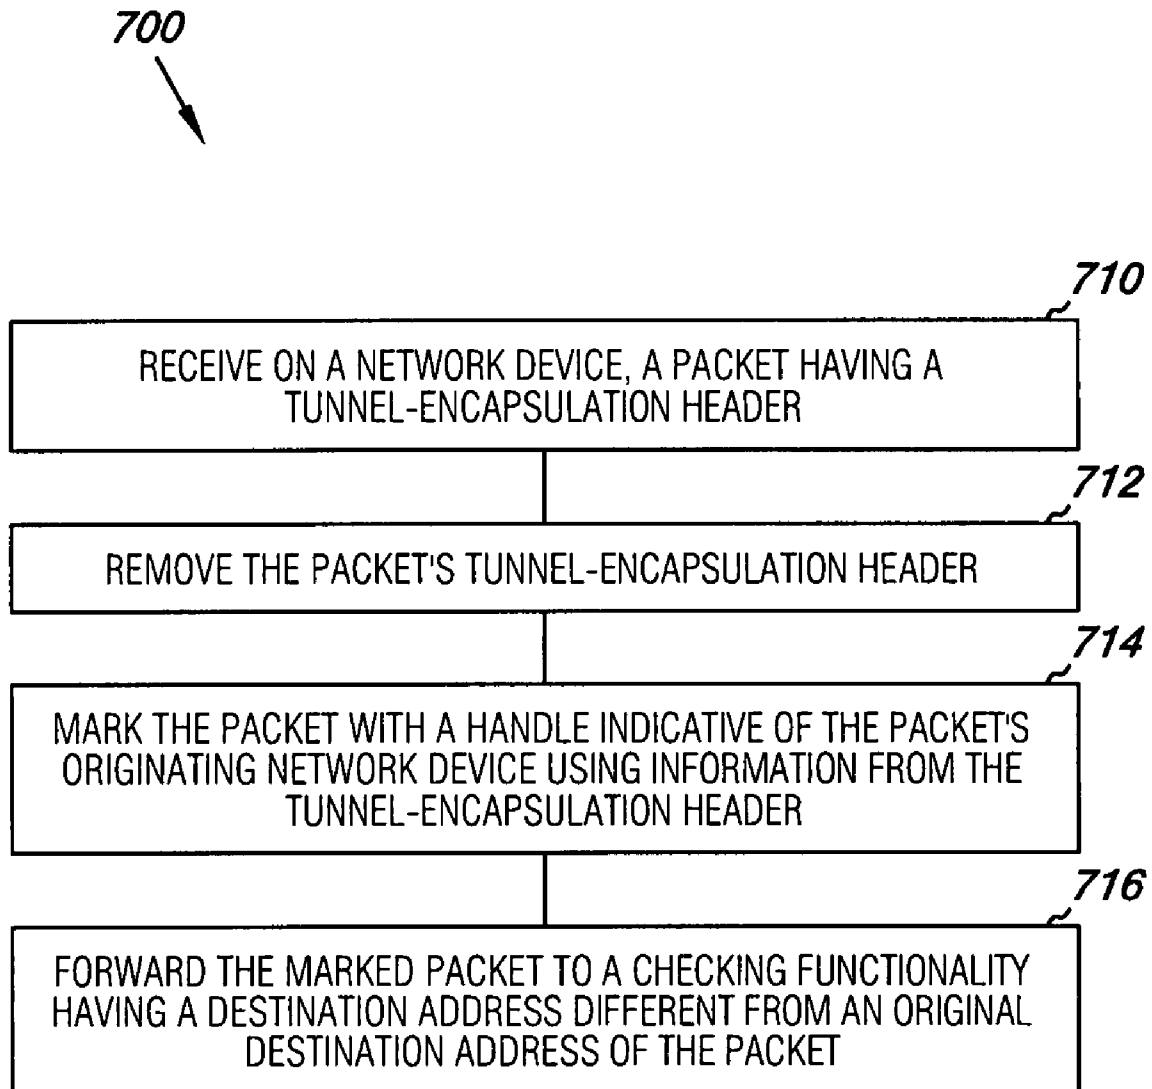 700
710
RECEIVE ON A NETWORK DEVICE, A PACKET HAVING A
TUNNEL-ENCAPSULATION HEADER
712
REMOVE THE PACKET'S TUNNEL-ENCAPSULATION HEADER
714
MARK THE PACKET WITH A HANDLE INDICATIVE OF THE PACKET'S
ORIGINATING NETWORK DEVICE USING INFORMATION FROM THE
TUNNEL-ENCAPSULATION HEADER
716
FORWARD THE MARKED PACKET TO A CHECKING FUNCTIONALITY
HAVING A DESTINATION ADDRESS DIFFERENT FROM AN ORIGINAL
DESTINATION ADDRESS OF THE PACKET